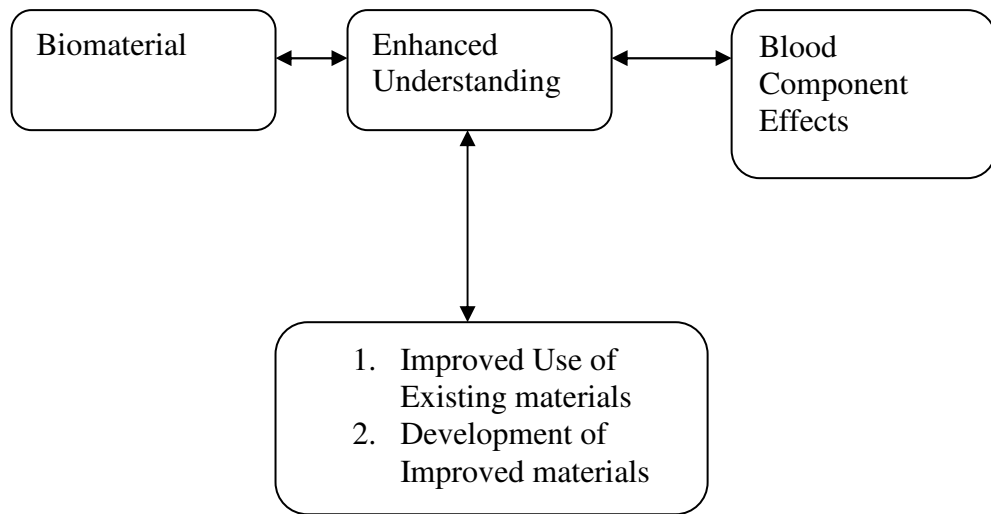 Biomaterial
Enhanced
Understanding
Blood
Component
Effects
1. Improved Use of
Existing materials
2. Development of
Improved materials